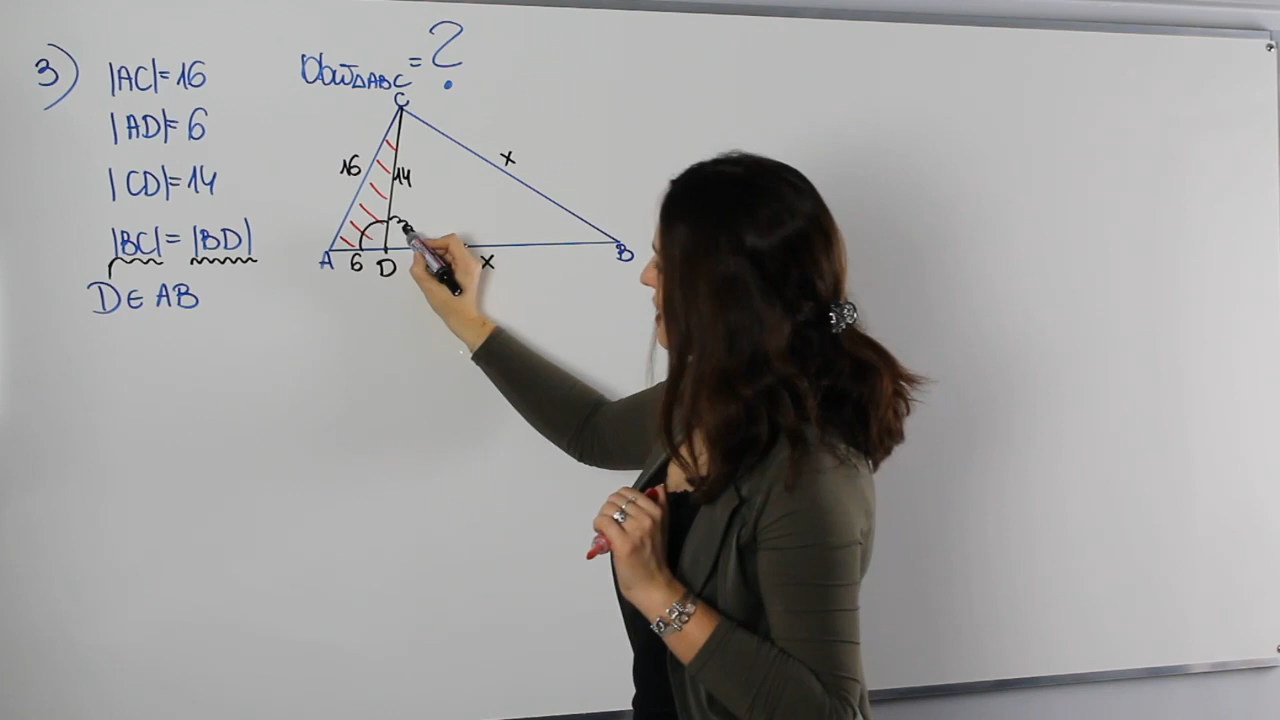 3) |AC|=16
|AD|=6
|CD|=14
|BC|=|BD|
D∈AB
Obw△ABC = ?
C
16
14
x
A
6
D
x
B